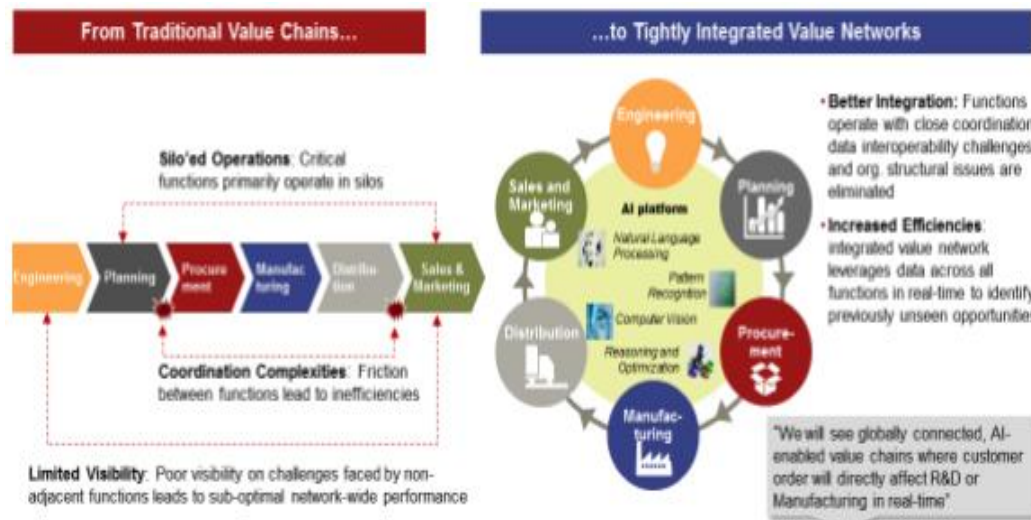 From Traditional Value Chains...
...to Tightly Integrated Value Networks
Silo'ed Operations: Critical
functions primarily operate in silos
Engineering
Planning
Procure
ment
Manufac
turing
Distribu
tion
Sales &
Marketing
Coordination Complexities: Friction
between functions lead to inefficiencies
Limited Visibility: Poor visibility on challenges faced by non-
adjacent functions leads to sub-optimal network-wide performance
Engineering
Planning
Procure-
ment
Manufac-
turing
Distribution
Sales and
Marketing
AI platform
Natural Language
Processing
Pattern
Recognition
Computer Vision
Reasoning and
Optimization
• Better Integration: Functions
operate with close coordination
data interoperability challenges
and org. structural issues are
eliminated
• Increased Efficiencies:
integrated value network
leverages data across all
functions in real-time to identify
previously unseen opportunities
"We will see globally connected, AI-
enabled value chains where customer
order will directly affect R&D or
Manufacturing in real-time"